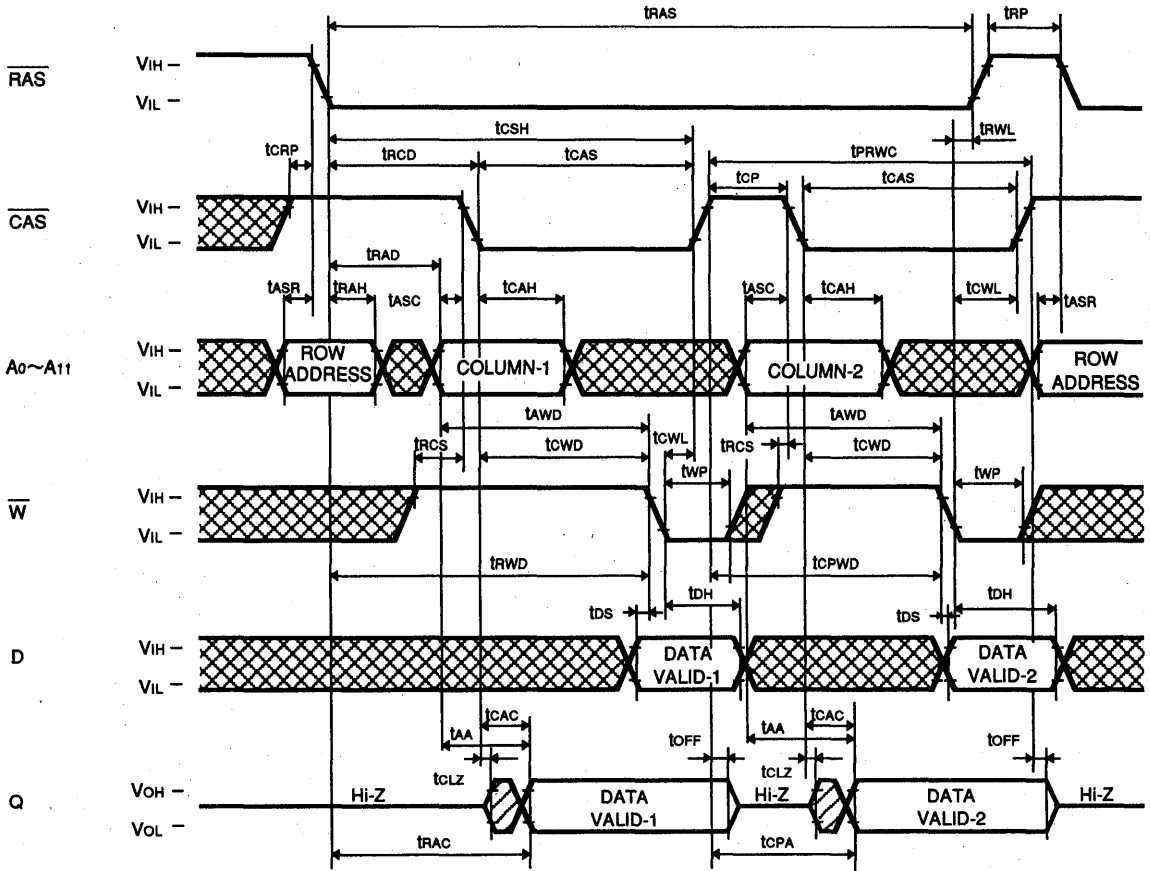 tRAS tRP
RAS VIH –
VIL –
tCSH tRWL
tCRP tRCD tCAS tPRWC
tCP tCAS
CAS VIH –
VIL –
tRAD
tASR tRAH tASC tCAH tASC tCAH tCWL tASR
A0~A11 VIH – ROW ADDRESS COLUMN-1 COLUMN-2 ROW ADDRESS
VIL –
tAWD tAWD
tRCS tCWD tCWL tRCS tCWD
tWP tWP
W VIH –
VIL –
tRWD tCPWD
tDS tDH tDS tDH
D VIH – DATA VALID-1 DATA VALID-2
VIL –
tCAC tCAC
tAA tOFF tAA tOFF
tCLZ tCLZ
Q VOH – Hi-Z DATA VALID-1 Hi-Z DATA VALID-2 Hi-Z
VOL –
tRAC tCPA